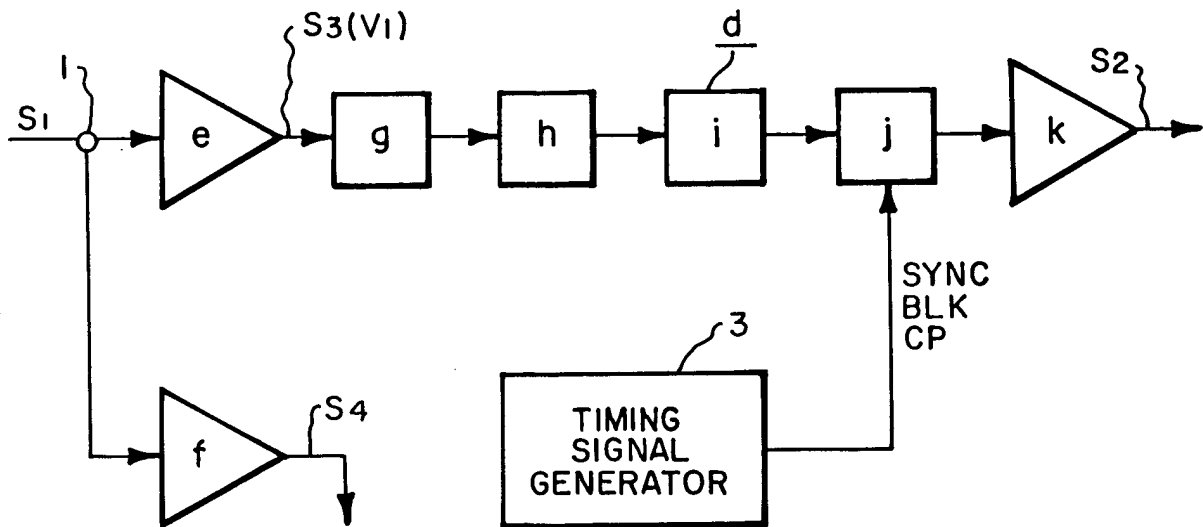 S3(V1)
d
1
S2
S1
e
g
h
i
j
k
SYNC
BLK
CP
3
S4
f
TIMING
SIGNAL
GENERATOR